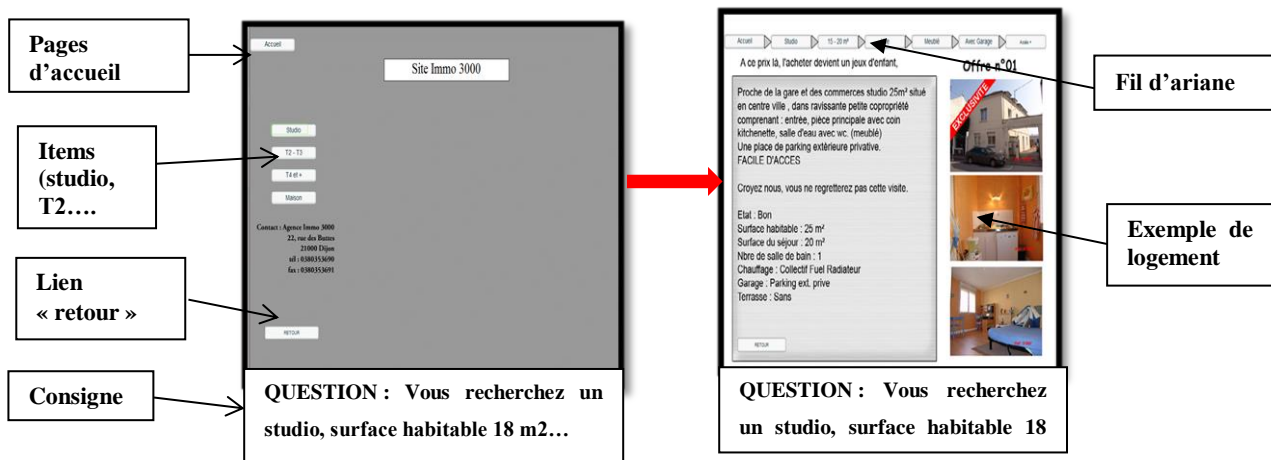 Pages
d'accueil
Items
(studio,
T2….
Lien
« retour »
Consigne
Accueil
Site Immo 3000
Studio
T2 - T3
T4 et +
Maison
Contact : Agence Immo 3000
22, rue des Buttes
21000 Dijon
tél : 0380353690
fax : 0380353691
RETOUR
QUESTION : Vous recherchez un
studio, surface habitable 18 m2…
Accueil Studio 15 - 20 m² Meublé Avec Garage
A ce prix là, l'acheter devient un jeux d'enfant,
Offre n°01
Proche de la gare et des commerces studio 25m² situé
en centre ville , dans ravissante petite copropriété
comprenant : entrée, pièce principale avec coin
kitchenette, salle d'eau avec wc. (meublé)
Une place de parking extérieure privative.
FACILE D'ACCES
Croyez nous, vous ne regretterez pas cette visite.
Etat : Bon
Surface habitable : 25 m²
Surface du séjour : 20 m²
Nbre de salle de bain : 1
Chauffage : Collectif Fuel Radiateur
Garage : Parking ext. prive
Terrasse : Sans
RETOUR
EXCLUSIVITE
QUESTION : Vous recherchez
un studio, surface habitable 18
Fil d'ariane
Exemple de
logement